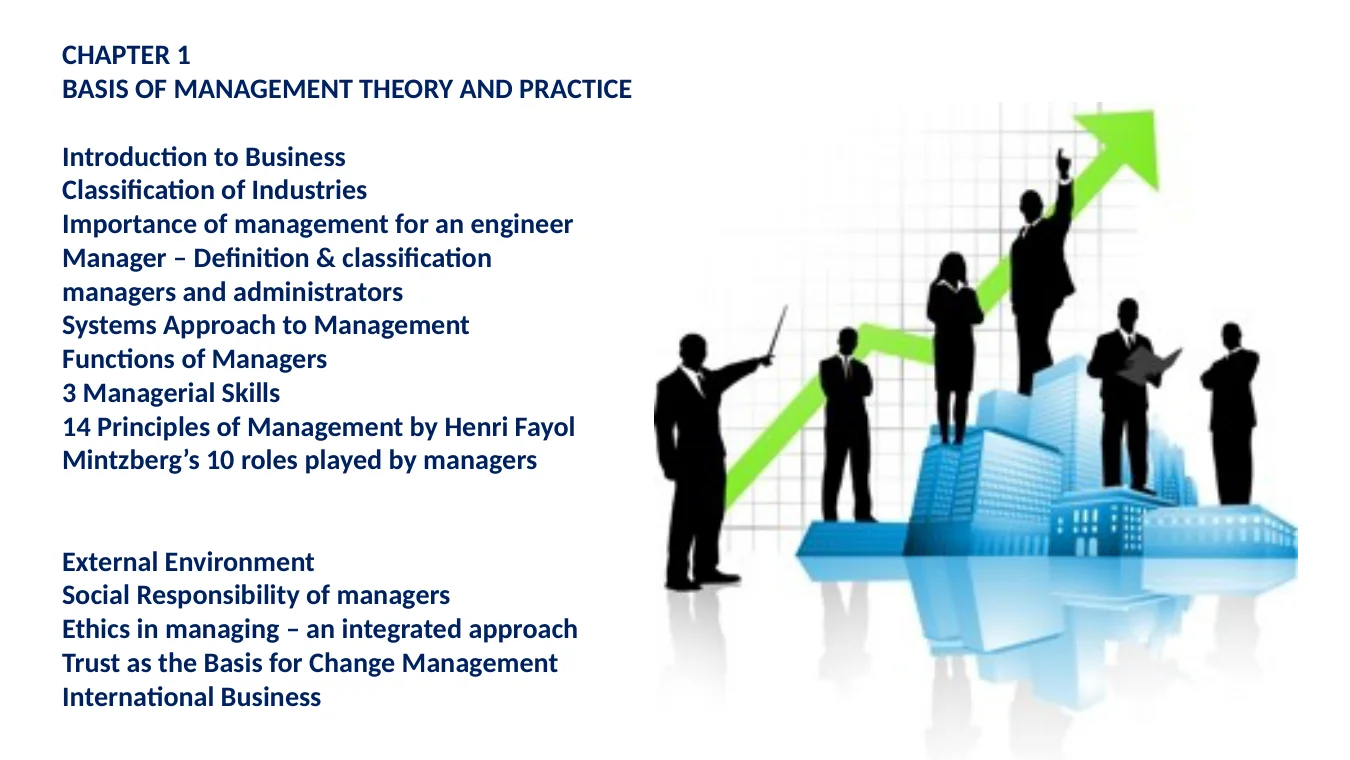 CHAPTER 1
BASIS OF MANAGEMENT THEORY AND PRACTICE
Introduction to Business
Classification of Industries
Importance of management for an engineer
Manager – Definition & classification
managers and administrators
Systems Approach to Management
Functions of Managers
3 Managerial Skills
14 Principles of Management by Henri Fayol
Mintzberg’s 10 roles played by managers
External Environment
Social Responsibility of managers
Ethics in managing – an integrated approach
Trust as the Basis for Change Management
International Business